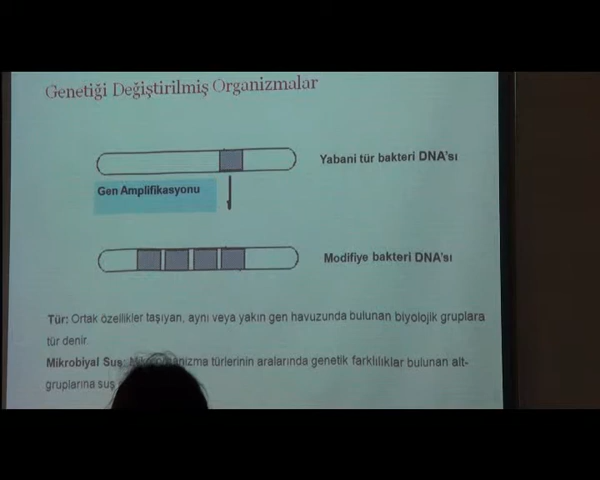 Genetiği Değiştirilmiş Organizmalar
Yabani tür bakteri DNA'sı
Gen Amplifikasyonu
Modifiye bakteri DNA'sı
Tür: Ortak özellikler taşıyan, aynı veya yakın gen havuzunda bulunan biyolojik gruplara
tür denir.
Mikrobiyal Suş: türlerinin aralarında genetik farklılıklar bulunan alt-
gruplarına suş